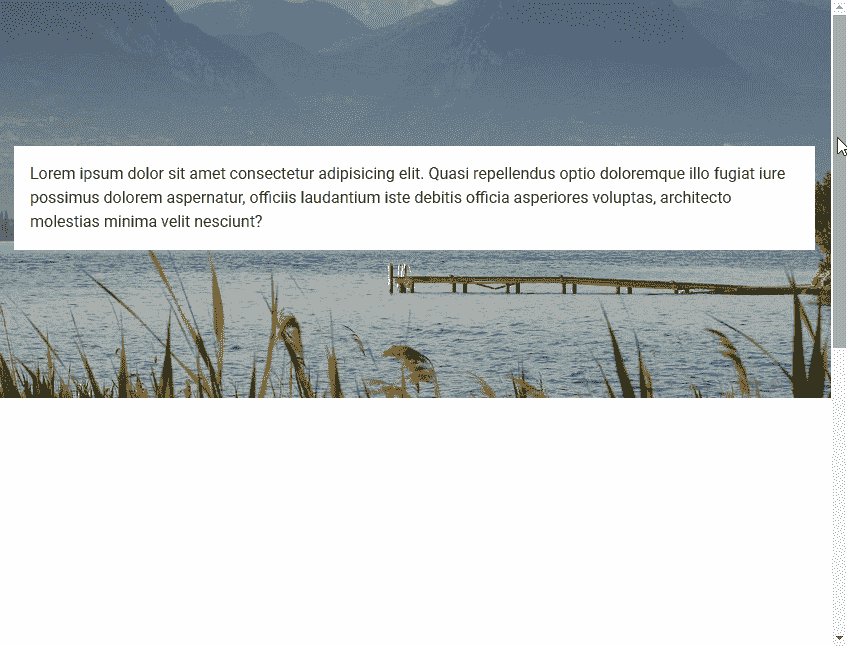 Lorem ipsum dolor sit amet consectetur adipisicing elit. Quasi repellendus optio doloremque illo fugiat iure
possimus dolorem aspernatur, officiis laudantium iste debitis officia asperiores voluptas, architecto
molestias minima velit nesciunt?